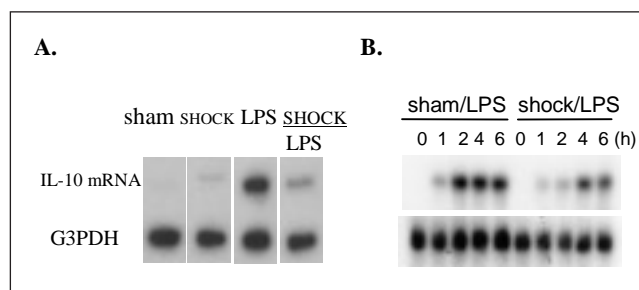 A.
sham SHOCK LPS SHOCK
LPS
IL-10 mRNA
G3PDH
B.
sham/LPS shock/LPS
0 1 2 4 6 0 1 2 4 6 (h)